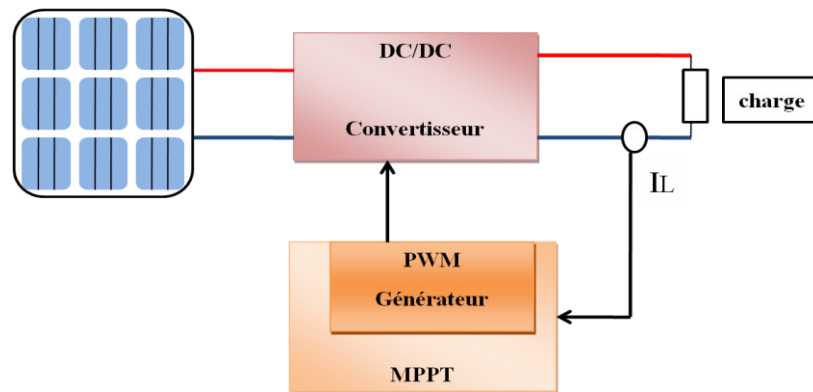 DC/DC
Convertisseur
charge
IL
PWM
Générateur
MPPT